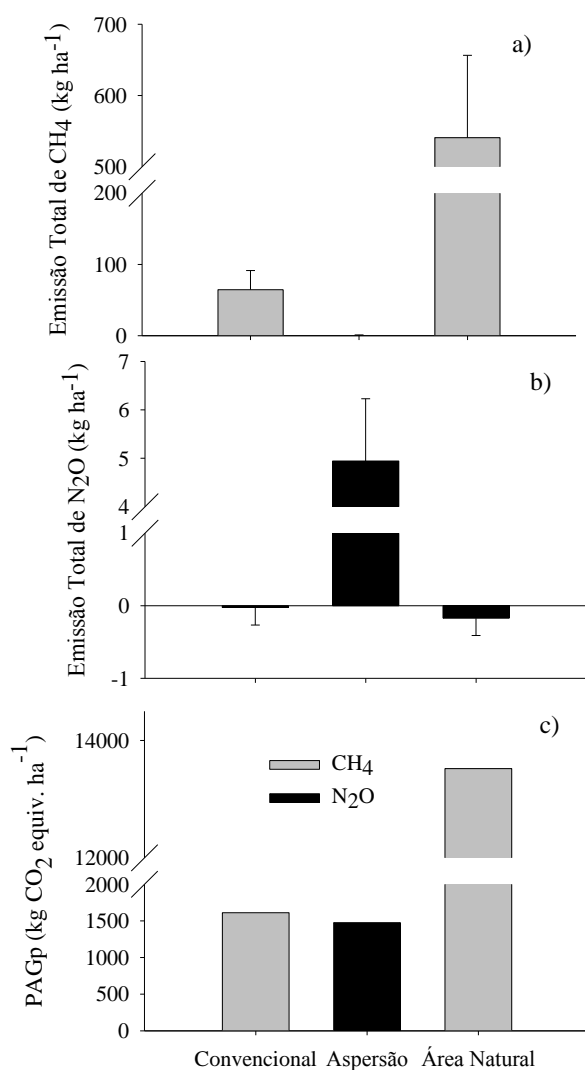 a)
Emissão Total de CH4 (kg ha-1)
700
600
500
200
100
0
b)
Emissão Total de N2O (kg ha-1)
7
6
5
4
1
0
-1
c)
PAGp (kg CO2 equiv. ha-1)
14000
12000
2000
1500
1000
500
0
CH4
N2O
Convencional Aspersão Área Natural